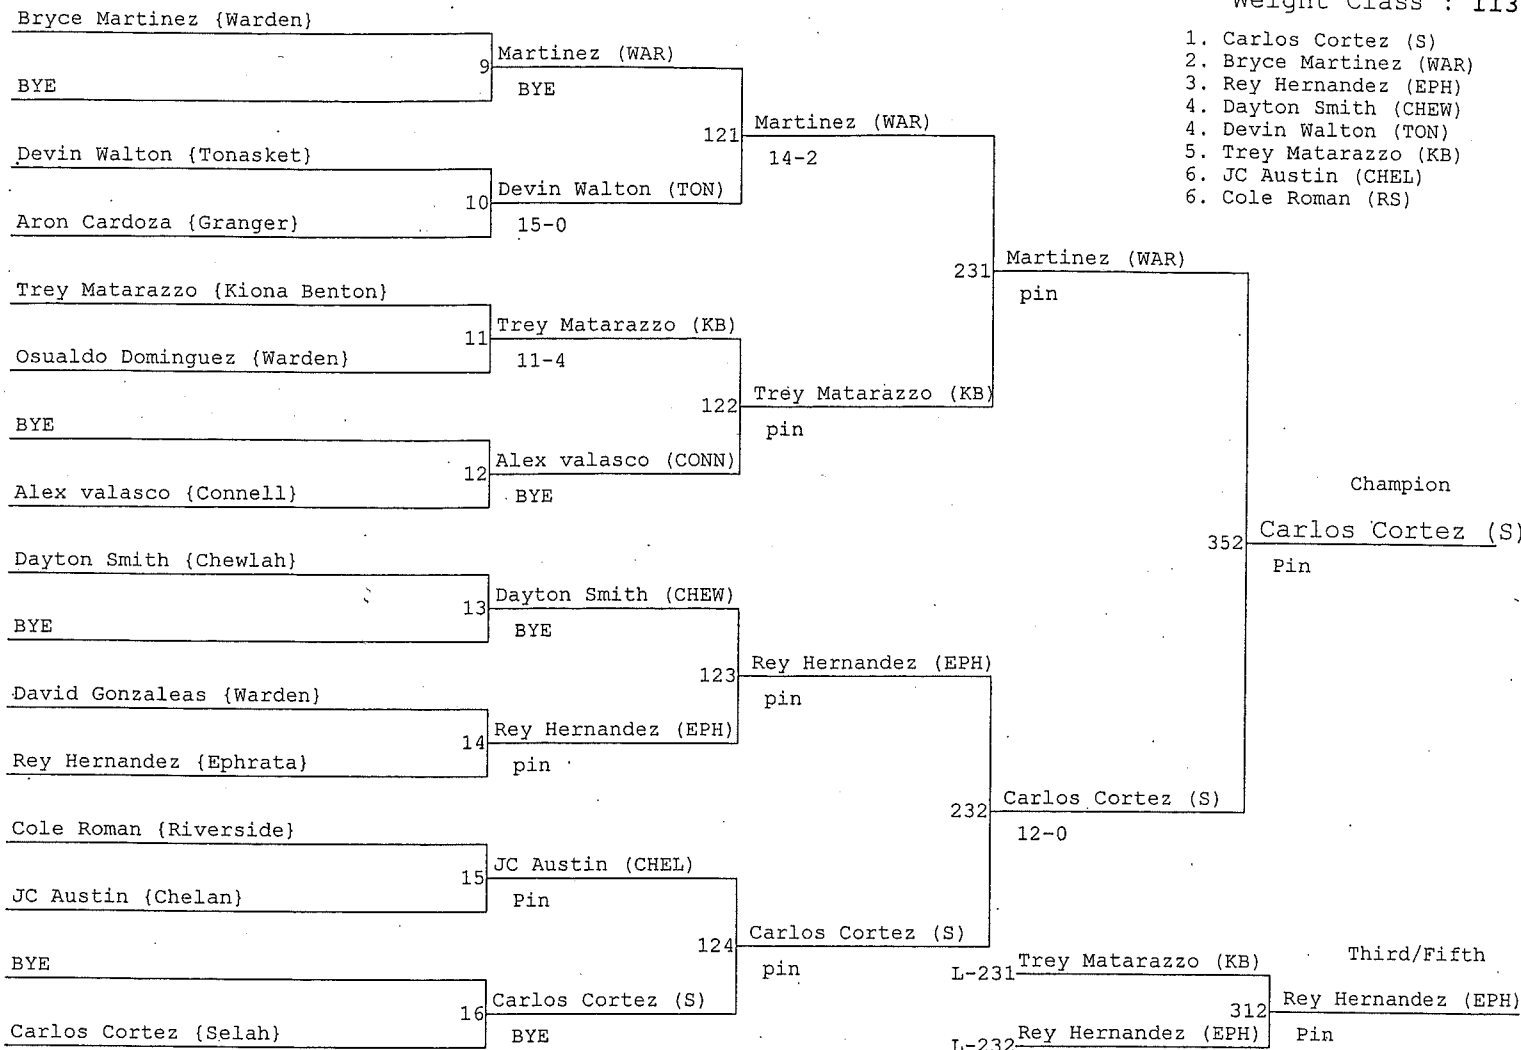 Weight Class : 113
1. Carlos Cortez (S)
2. Bryce Martinez (WAR)
3. Rey Hernandez (EPH)
4. Dayton Smith (CHEW)
4. Devin Walton (TON)
5. Trey Matarazzo (KB)
6. JC Austin (CHEL)
6. Cole Roman (RS)
Bryce Martinez {Warden}
9 Martinez (WAR)
BYE
BYE
121 Martinez (WAR)
14-2
Devin Walton {Tonasket}
10 Devin Walton (TON)
15-0
Aron Cardoza {Granger}
231 Martinez (WAR)
pin
Trey Matarazzo {Kiona Benton}
11 Trey Matarazzo (KB)
11-4
Osualdo Dominguez {Warden}
122 Trey Matarazzo (KB)
pin
BYE
12 Alex valasco (CONN)
BYE
Alex valasco {Connell}
Champion
352 Carlos Cortez (S)
Pin
Dayton Smith {Chewlah}
13 Dayton Smith (CHEW)
BYE
BYE
123 Rey Hernandez (EPH)
pin
David Gonzaleas {Warden}
14 Rey Hernandez (EPH)
pin
Rey Hernandez {Ephrata}
232 Carlos Cortez (S)
12-0
Cole Roman {Riverside}
15 JC Austin (CHEL)
Pin
JC Austin {Chelan}
124 Carlos Cortez (S)
pin
BYE
16 Carlos Cortez (S)
BYE
Carlos Cortez {Selah}
Third/Fifth
L-231 Trey Matarazzo (KB)
312 Rey Hernandez (EPH)
Pin
L-232 Rey Hernandez (EPH)